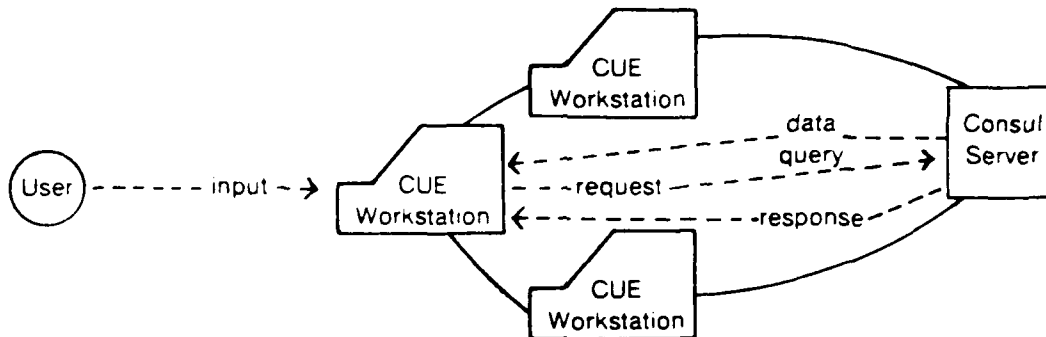 CUE
Workstation
data
query
Consul
Server
User
input
CUE
Workstation
request
response
CUE
Workstation